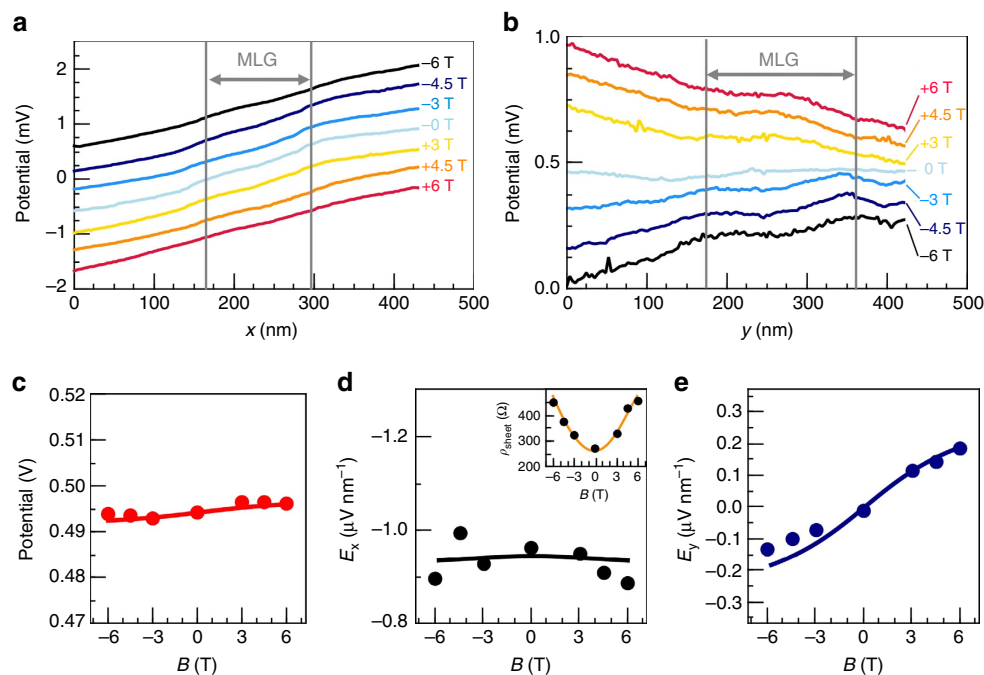 a
Potential (mV)
2
1
0
−1
−2
MLG
−6 T
−4.5 T
−3 T
−0 T
+3 T
+4.5 T
+6 T
0 100 200 300 400 500
x (nm)
b
Potential (mV)
1.0
0.5
0.0
MLG
+6 T
+4.5 T
+3 T
0 T
−3 T
−4.5 T
−6 T
0 100 200 300 400 500
y (nm)
c
Potential (V)
0.52
0.51
0.50
0.49
0.48
0.47
−6 −3 0 3 6
B (T)
d
Ex (μV nm−1)
−1.2
−1.0
−0.8
ρsheet (Ω)
400
300
200
−6 −3 0 3 6
B (T)
−6 −3 0 3 6
B (T)
e
Ey (μV nm−1)
0.3
0.2
0.1
0.0
−0.1
−0.2
−0.3
−6 −3 0 3 6
B (T)